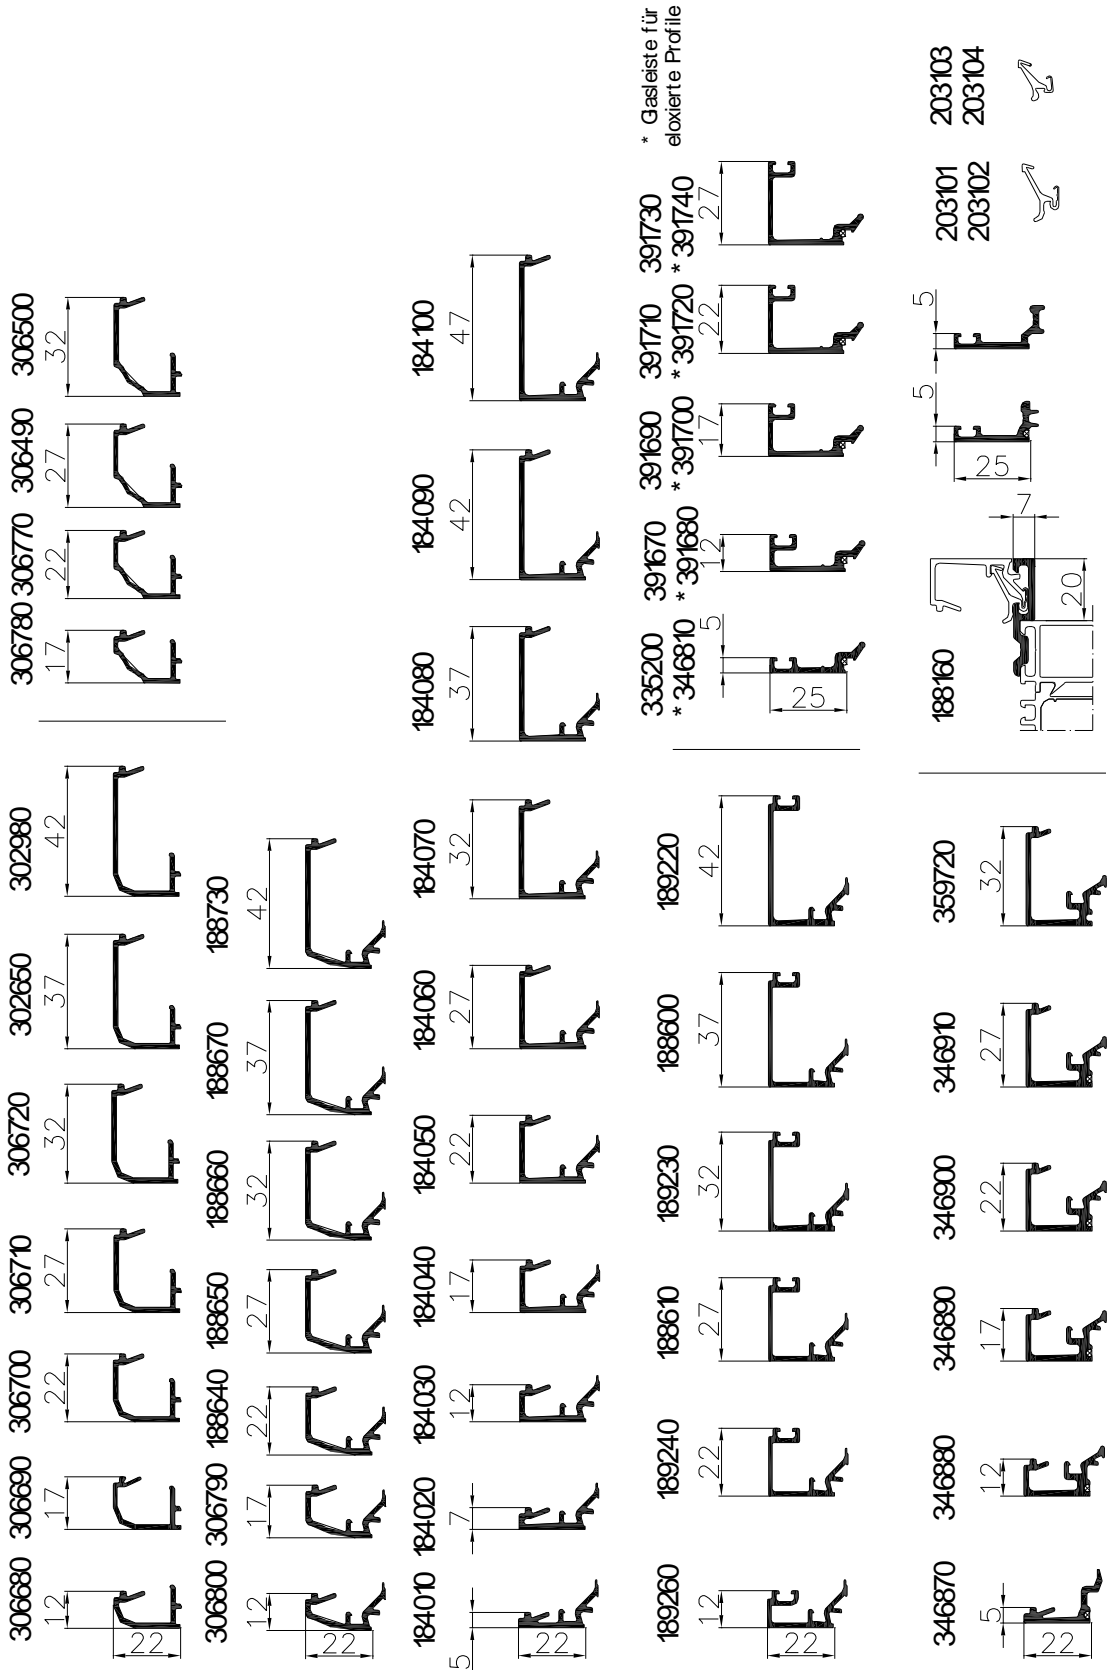 306680 306690 306700 306710 306720 302650 302980 306780 306770 306490 306500
12 17 22 27 32 37 42 17 22 27 32
22
306800 306790 188640 188650 188660 188670 188730
12 17 22 27 32 37 42
22
184010 184020 184030 184040 184050 184060 184070 184080 184090 184100
5 7 12 17 22 27 32 37 42 47
22
189260 189240 188610 189230 188600 189220 335200 391670 391690 391710 391730
* 346810 * 391680 * 391700 * 391720 * 391740
* Gasleiste für
eloxierte Profile
12 22 27 32 37 42 5 12 17 22 27
22 25
346870 346880 346890 346900 346910 359720 188160 203101 203103
203102 203104
5 12 17 22 27 32 7 5 5
22 20 25